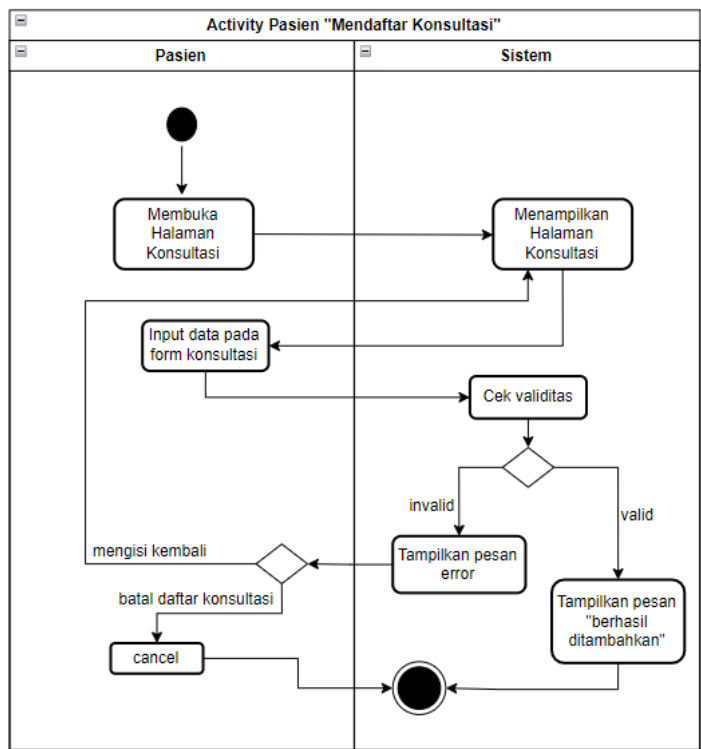 Activity Pasien "Mendaftar Konsultasi"
Pasien
Sistem
Membuka
Halaman
Konsultasi
Menampilkan
Halaman
Konsultasi
Input data pada
form konsultasi
Cek validitas
invalid
valid
mengisi kembali
Tampilkan pesan
error
batal daftar konsultasi
Tampilkan pesan
"berhasil
ditambahkan"
cancel